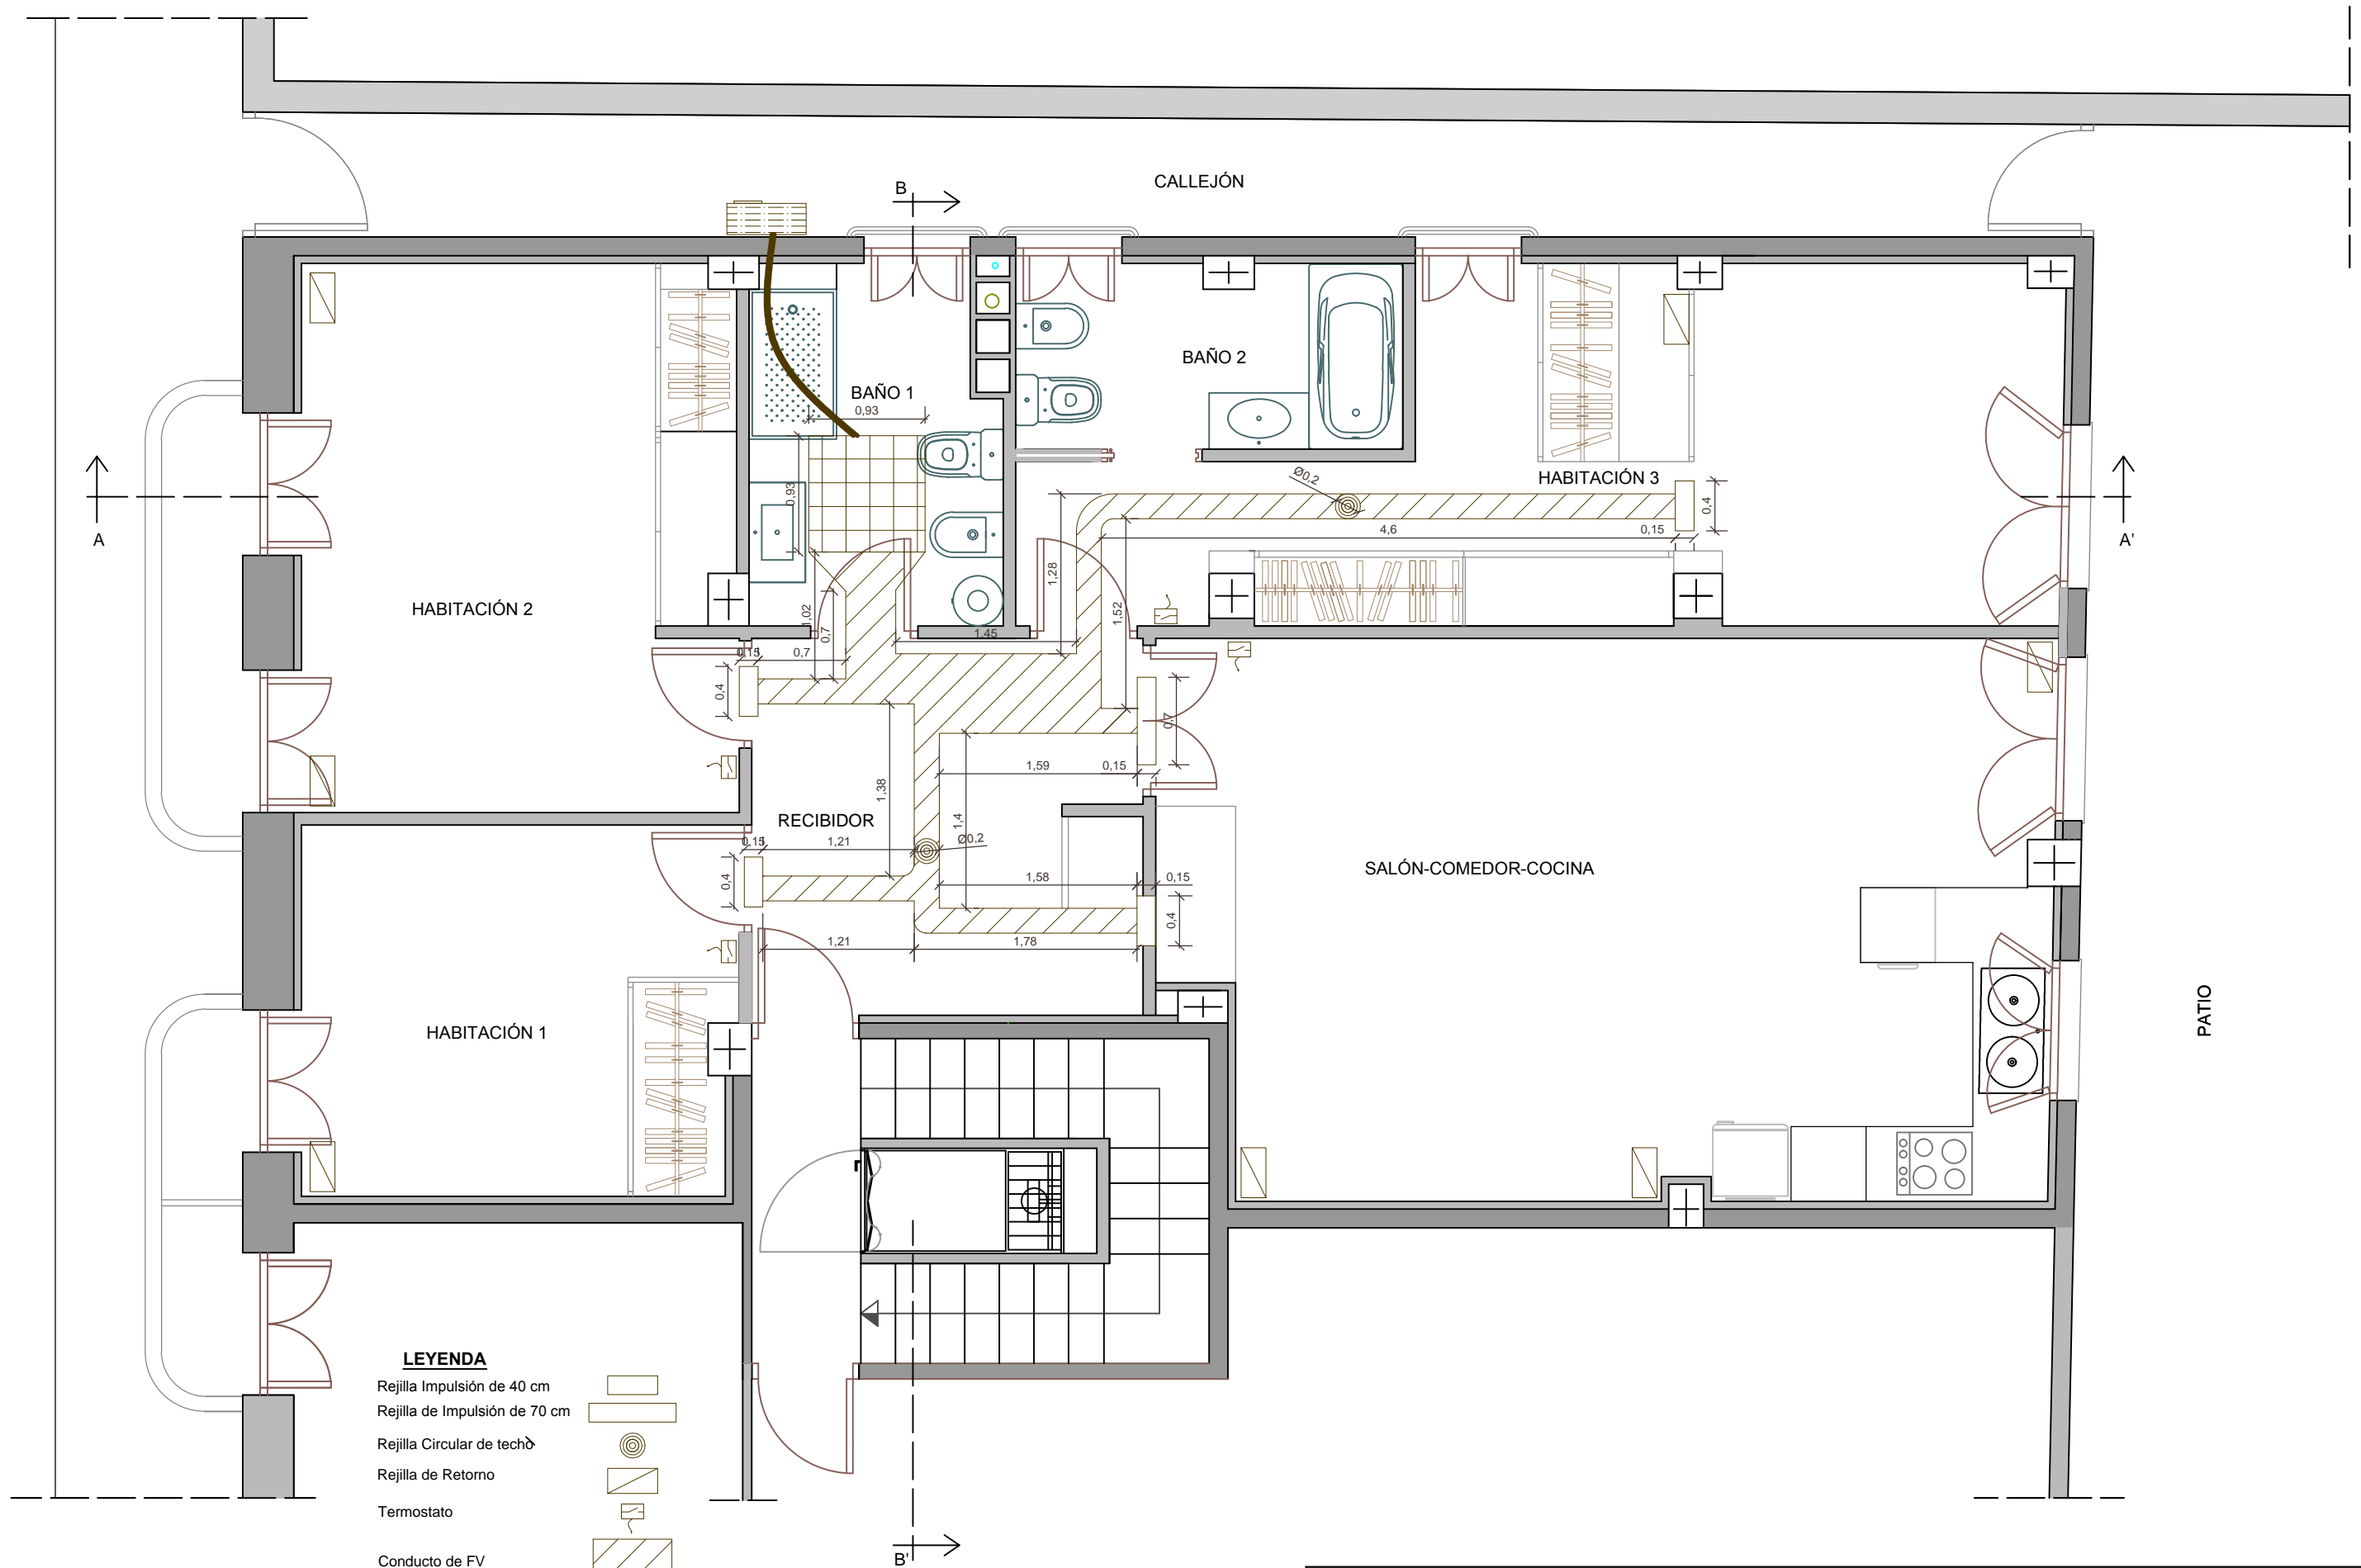 CALLEJÓN
B
BAÑO 2
BAÑO 1
0,93
0,93
HABITACIÓN 3
Ø0,2
0,4
4,6
0,15
A
A'
1,28
1,52
HABITACIÓN 2
1,02
0,7
1,45
0,15
0,7
0,4
0,7
1,59
0,15
1,38
1,4
RECIBIDOR
Ø0,2
0,15
1,21
SALÓN-COMEDOR-COCINA
0,4
1,58
0,15
0,4
1,21
1,78
HABITACIÓN 1
PATIO
LEYENDA
Rejilla Impulsión de 40 cm
Rejilla de Impulsión de 70 cm
Rejilla Circular de techo
Rejilla de Retorno
Termostato
Conducto de FV
B'